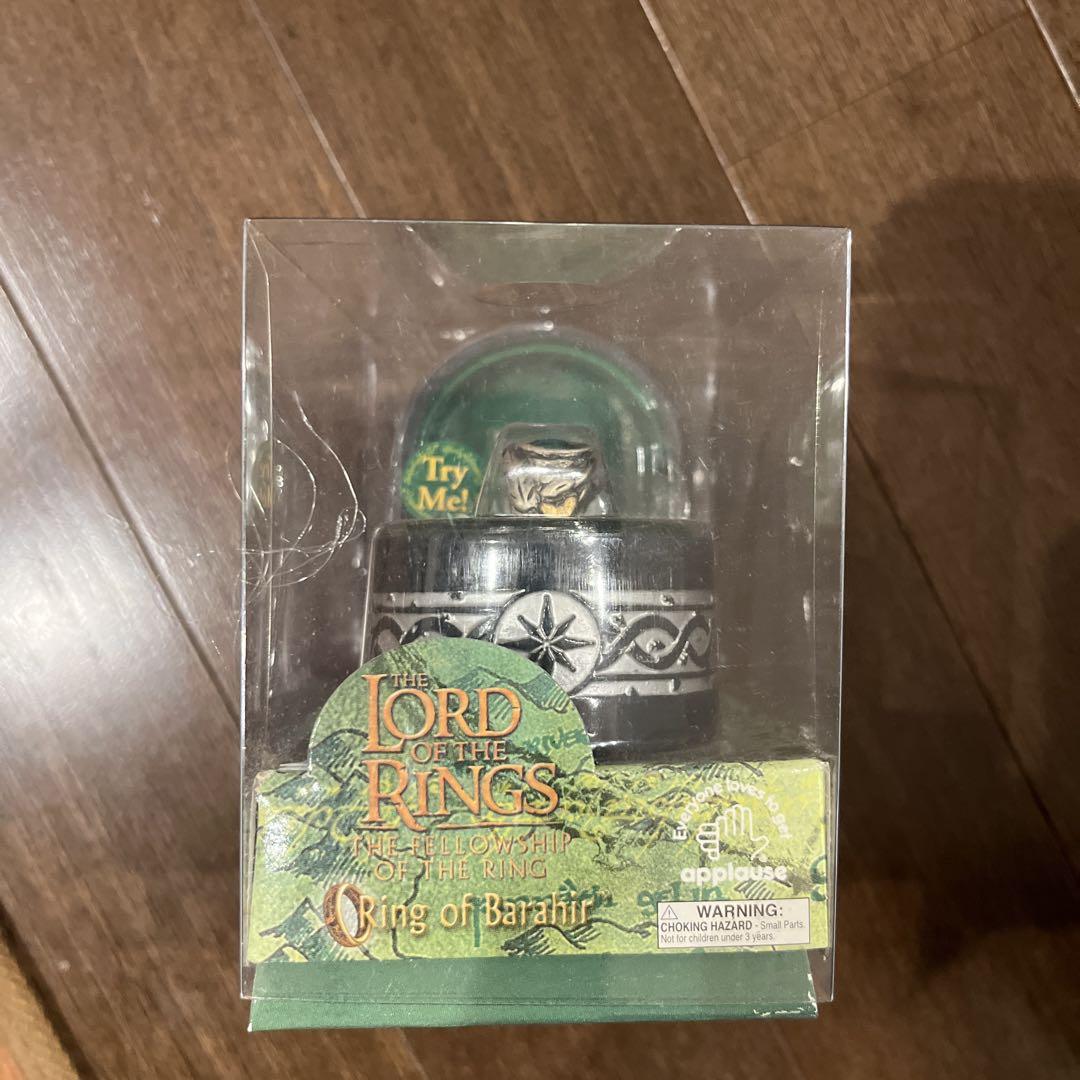 Try
Me!
THE
LORD
OF THE
RINGS
THE FELLOWSHIP
OF THE RING
Ring of Barahir
Everyone loves to get
applause
WARNING:
CHOKING HAZARD - Small Parts.
Not for children under 3 years.